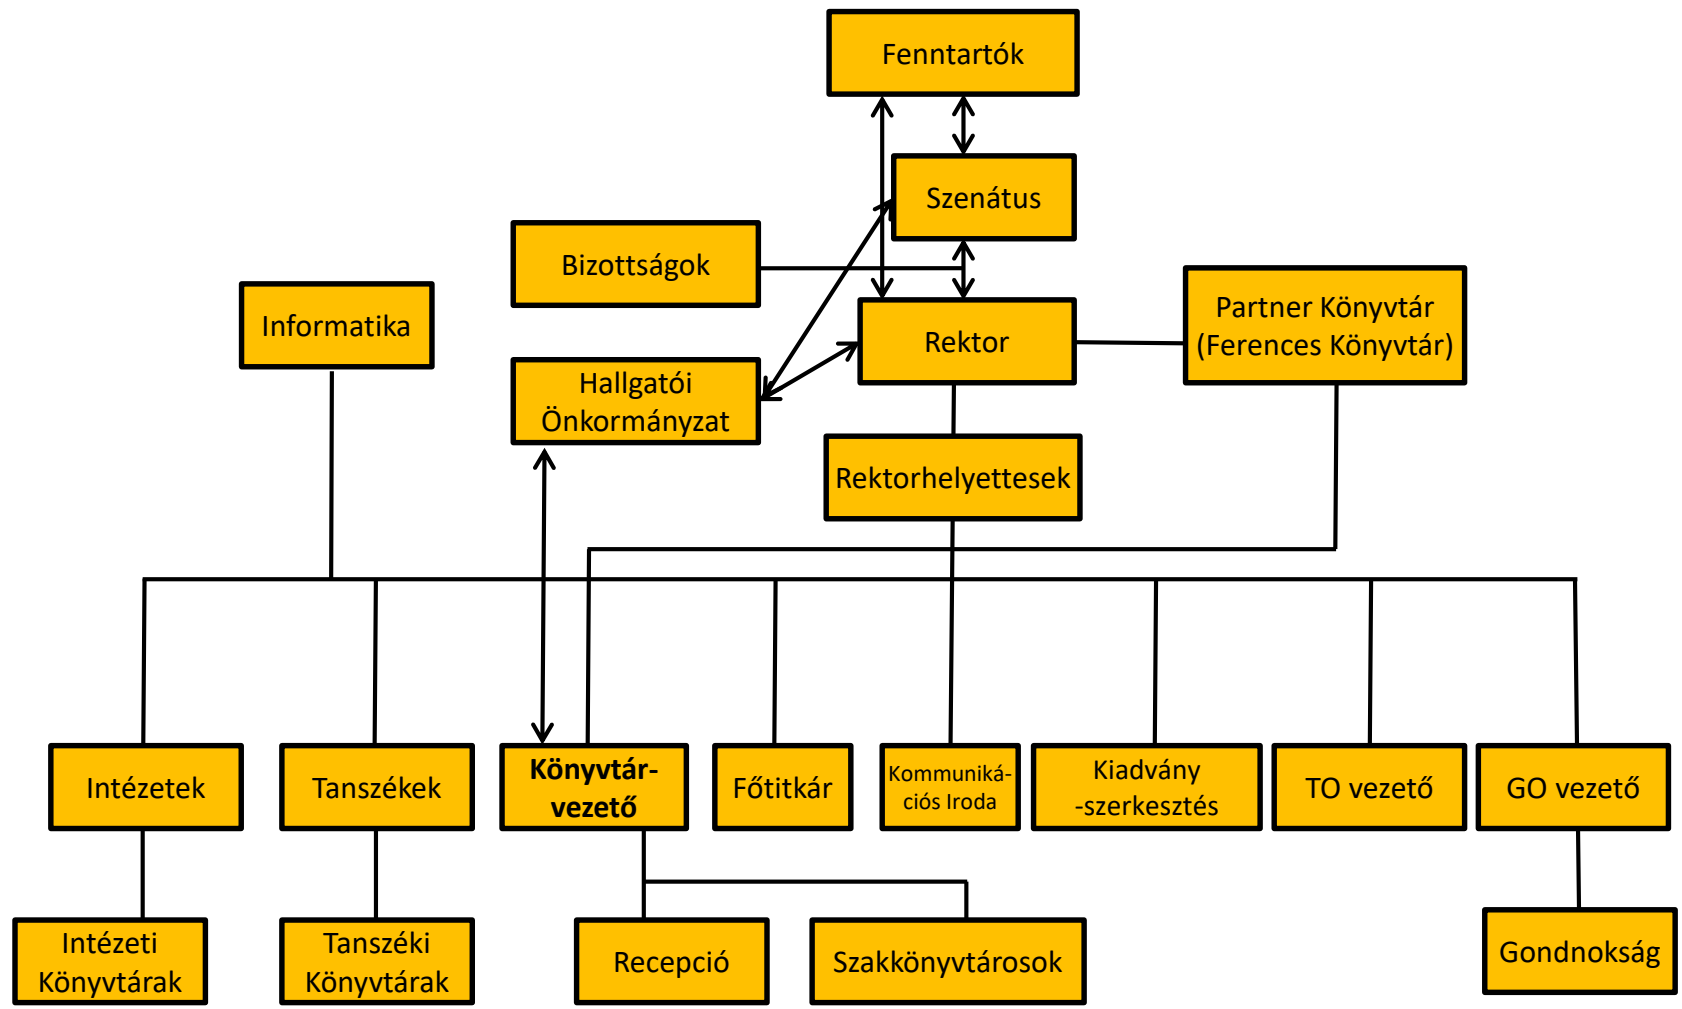 Fenntartók
Szenátus
Bizottságok
Informatika
Rektor
Partner Könyvtár
(Ferences Könyvtár)
Hallgatói
Önkormányzat
Rektorhelyettesek
Intézetek
Tanszékek
Könyvtár-
vezető
Főtitkár
Kommuniká-
ciós Iroda
Kiadvány
-szerkesztés
TO vezető
GO vezető
Intézeti
Könyvtárak
Tanszéki
Könyvtárak
Recepció
Szakkönyvtárosok
Gondnokság